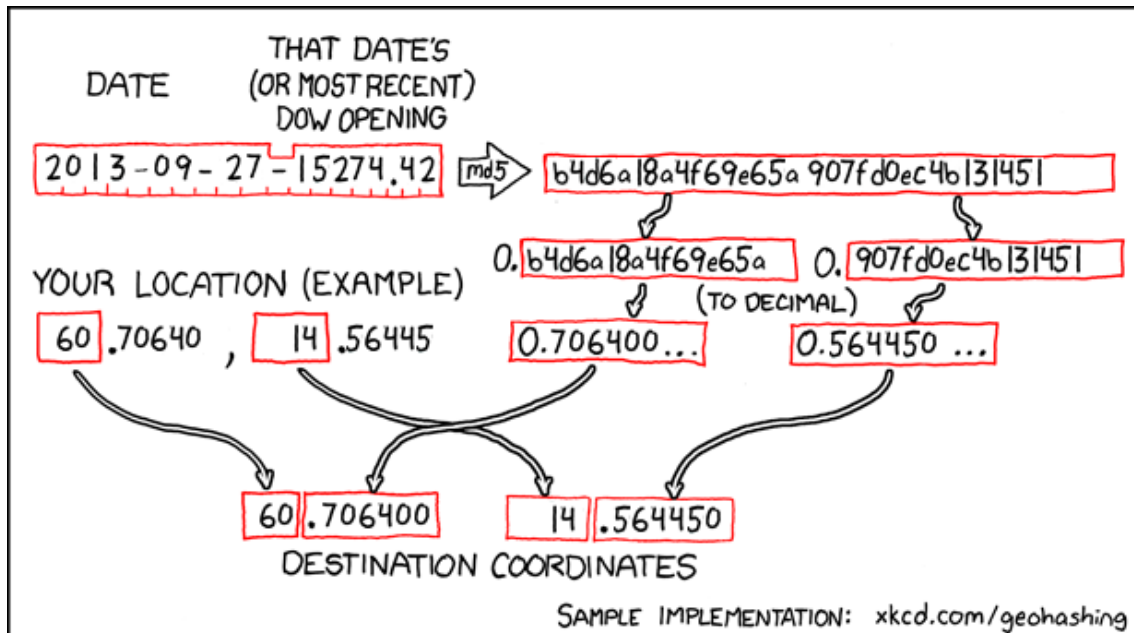 DATE
THAT DATE'S
(OR MOST RECENT)
DOW OPENING
2013-09-27-15274.42
md5
b4d6a18a4f69e65a907fd0ec4b131451
0.b4d6a18a4f69e65a
0.907fd0ec4b131451
YOUR LOCATION (EXAMPLE)
(TO DECIMAL)
60.70640, 14.56445
0.706400...
0.564450...
60.706400
14.564450
DESTINATION COORDINATES
SAMPLE IMPLEMENTATION: xkcd.com/geohashing